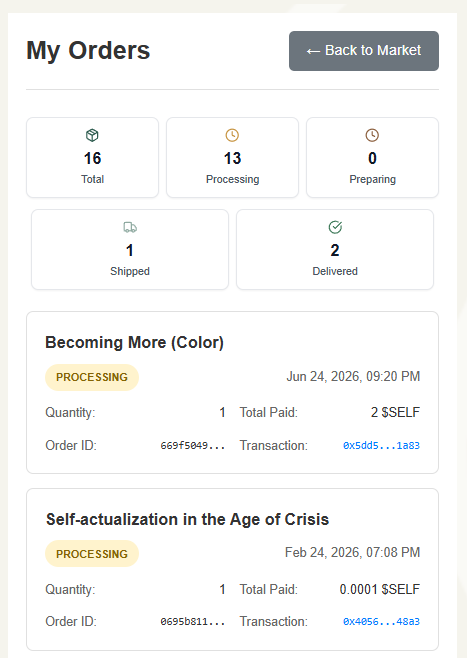 My Orders
← Back to Market
16
Total
13
Processing
0
Preparing
1
Shipped
2
Delivered
Becoming More (Color)
PROCESSING
Jun 24, 2026, 09:20 PM
Quantity: 1 Total Paid: 2 $SELF
Order ID: 669f5049... Transaction: 0x5dd5...1a83
Self-actualization in the Age of Crisis
PROCESSING
Feb 24, 2026, 07:08 PM
Quantity: 1 Total Paid: 0.0001 $SELF
Order ID: 0695b811... Transaction: 0x4056...48a3